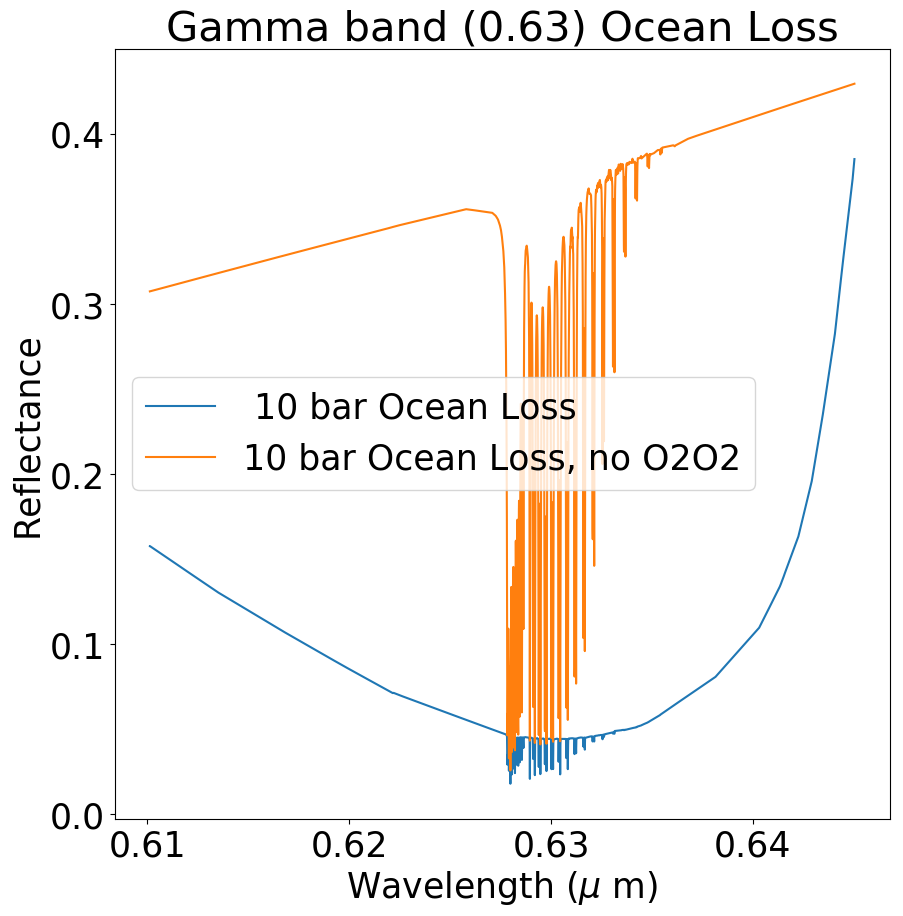 Gamma band (0.63) Ocean Loss
0.4
0.3
0.2
0.1
0.0
Reflectance
10 bar Ocean Loss
10 bar Ocean Loss, no O2O2
0.61 0.62 0.63 0.64
Wavelength (μ m)